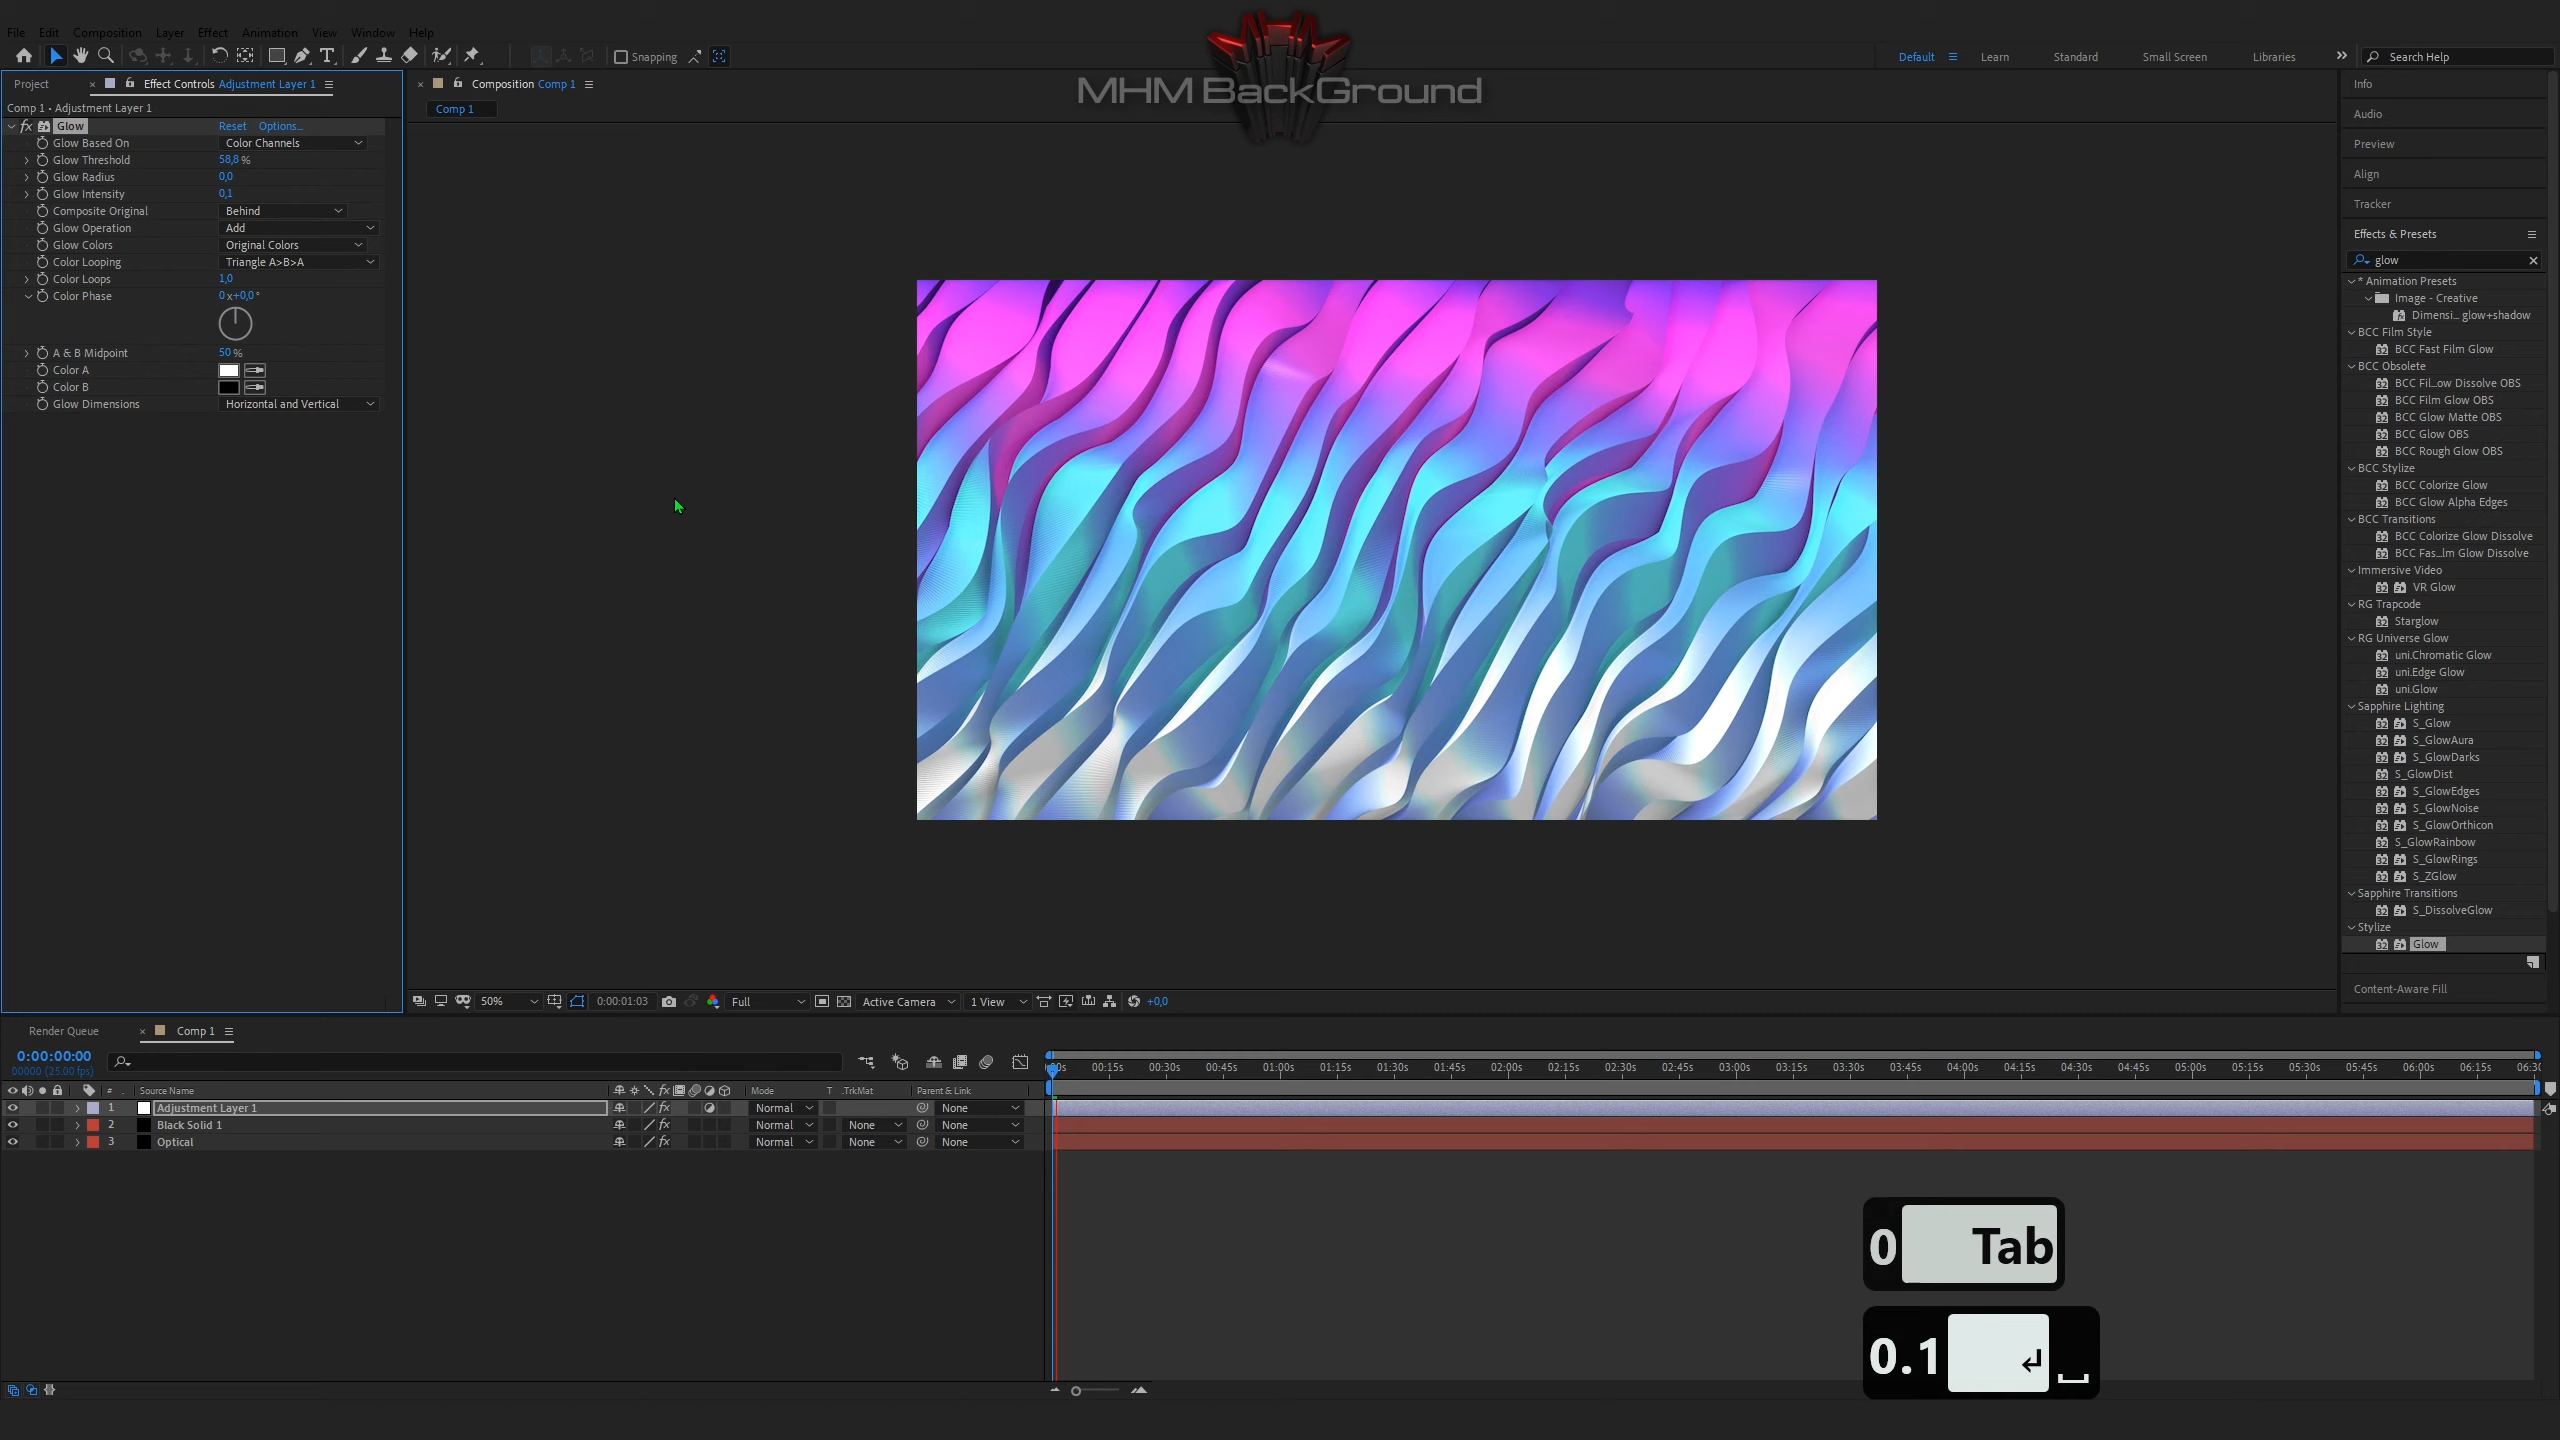 MHM BackGround
File Edit Composition Layer Effect Animation View Window Help
Snapping
Default Learn Standard Small Screen Libraries Search Help
Project Effect Controls Adjustment Layer 1
Comp 1 • Adjustment Layer 1
fx Glow Reset Options...
Glow Based On Color Channels
Glow Threshold 58,8 %
Glow Radius 0,0
Glow Intensity 0,1
Composite Original Behind
Glow Operation Add
Glow Colors Original Colors
Color Looping Triangle A>B>A
Color Loops 1,0
Color Phase 0 x+0,0 °
A & B Midpoint 50 %
Color A
Color B
Glow Dimensions Horizontal and Vertical
Composition Comp 1
Comp 1
50% 0:00:01:03 Full Active Camera 1 View +0,0
Info
Audio
Preview
Align
Tracker
Effects & Presets
glow
* Animation Presets
Image - Creative
Dimensi... glow+shadow
BCC Film Style
BCC Fast Film Glow
BCC Obsolete
BCC Fil...ow Dissolve OBS
BCC Film Glow OBS
BCC Glow Matte OBS
BCC Glow OBS
BCC Rough Glow OBS
BCC Stylize
BCC Colorize Glow
BCC Glow Alpha Edges
BCC Transitions
BCC Colorize Glow Dissolve
BCC Fas...lm Glow Dissolve
Immersive Video
VR Glow
RG Trapcode
Starglow
RG Universe Glow
uni.Chromatic Glow
uni.Edge Glow
uni.Glow
Sapphire Lighting
S_Glow
S_GlowAura
S_GlowDarks
S_GlowDist
S_GlowEdges
S_GlowNoise
S_GlowOrthicon
S_GlowRainbow
S_GlowRings
S_ZGlow
Sapphire Transitions
S_DissolveGlow
Stylize
Glow
Content-Aware Fill
Render Queue Comp 1
0:00:00:00
00000 (25.00 fps)
00:15s 00:30s 00:45s 01:00s 01:15s 01:30s 01:45s 02:00s 02:15s 02:30s 02:45s 03:00s 03:15s 03:30s 03:45s 04:00s 04:15s 04:30s 04:45s 05:00s 05:15s 05:30s 05:45s 06:00s 06:15s 06:30
# Source Name fx Mode T .TrkMat Parent & Link
1 Adjustment Layer 1 fx Normal None
2 Black Solid 1 fx Normal None None
3 Optical fx Normal None None
0 Tab
0.1 ↵